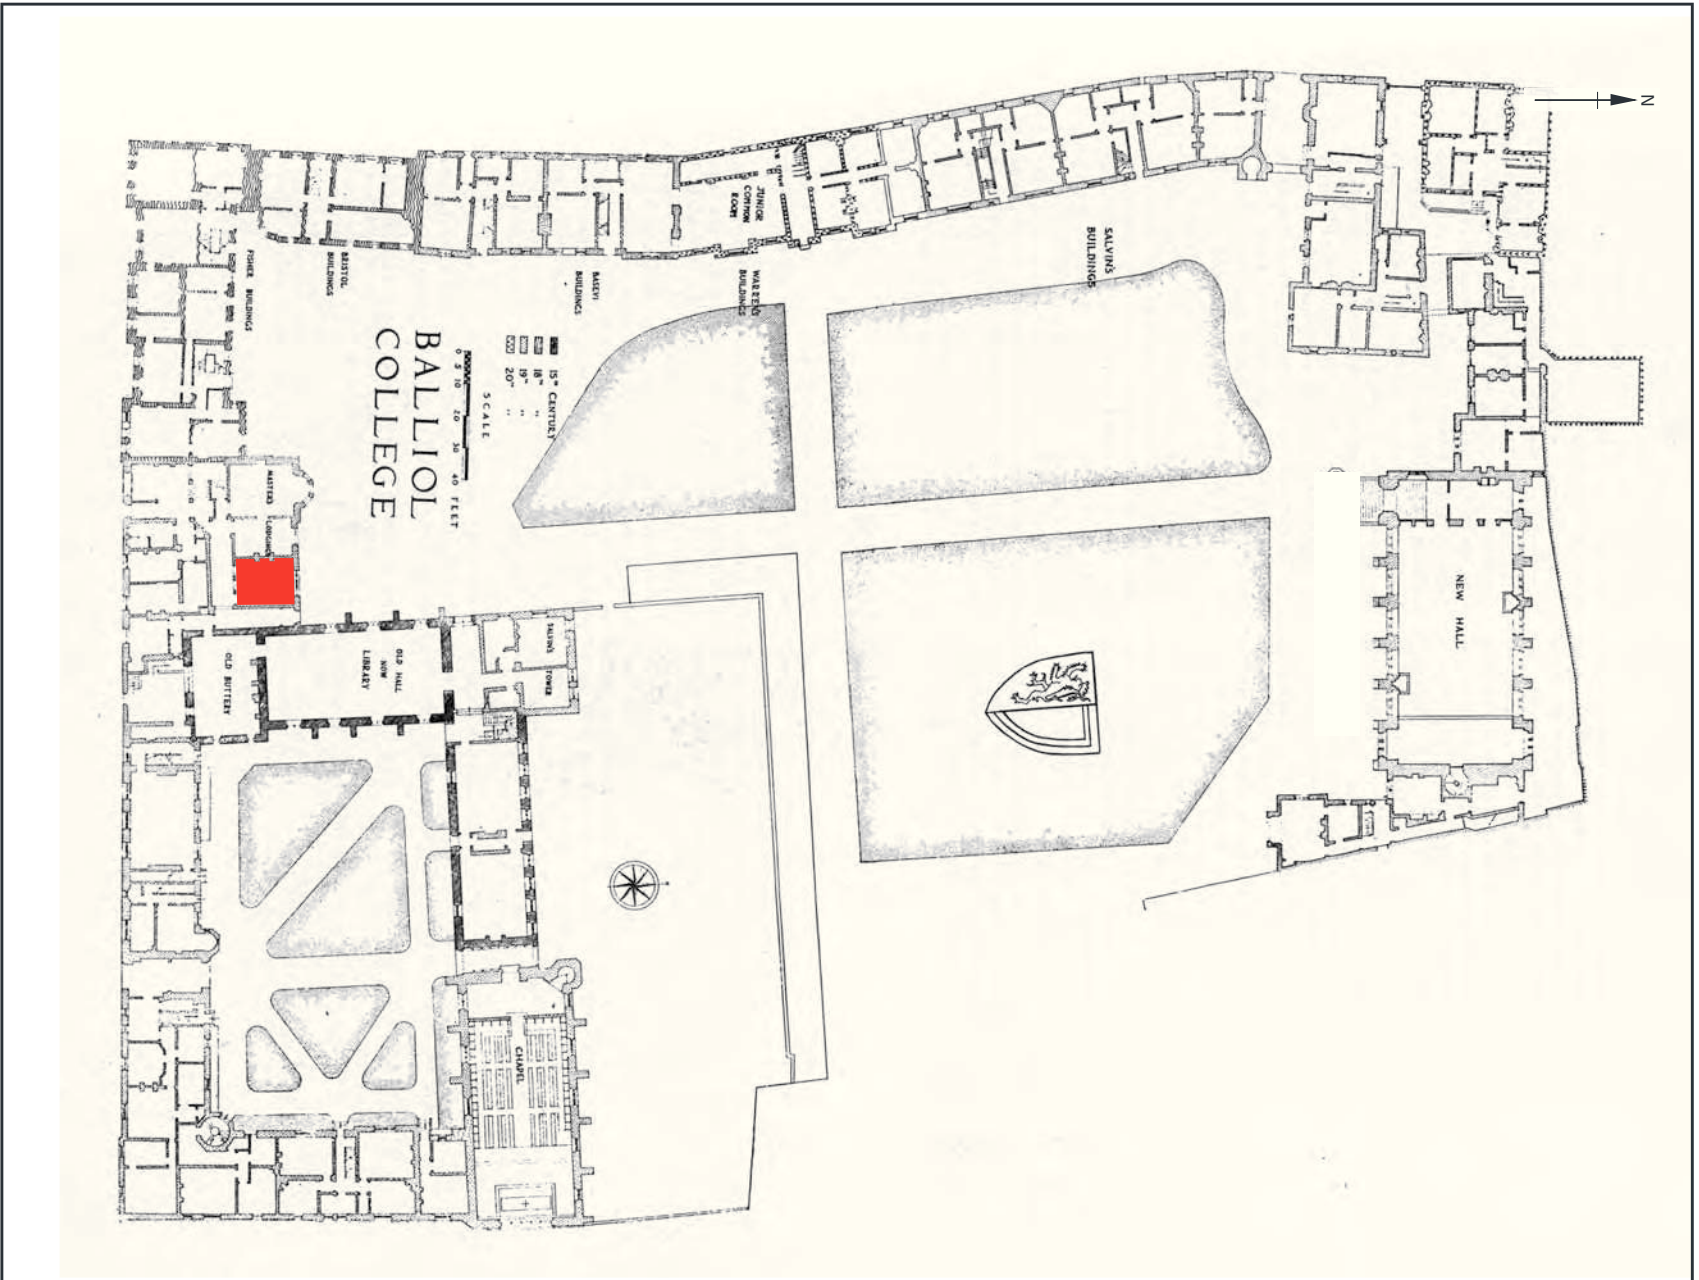 N
JUNIOR
COMMON
ROOM
SALVIN'S
BUILDINGS
FISHER BUILDINGS
BRISTOL
BUILDINGS
BASEVI
BUILDINGS
WARREN'S
BUILDINGS
BALLIOL
COLLEGE
15TH CENTURY
18TH "
19TH "
20TH "
SCALE
0 5 10 20 30 40 FEET
MASTER'S LODGINGS
NEW HALL
OLD BUTTERY
OLD HALL
NOW
LIBRARY
SALVIN'S TOWER
CHAPEL